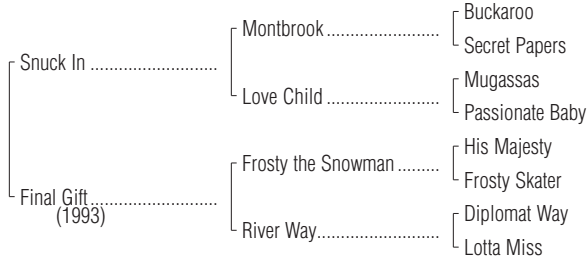 Buckaroo
Montbrook
Secret Papers
Snuck In
Mugassas
Love Child
Passionate Baby
His Majesty
Frosty the Snowman
Frosty Skater
Final Gift
(1993)
Diplomat Way
River Way
Lotta Miss